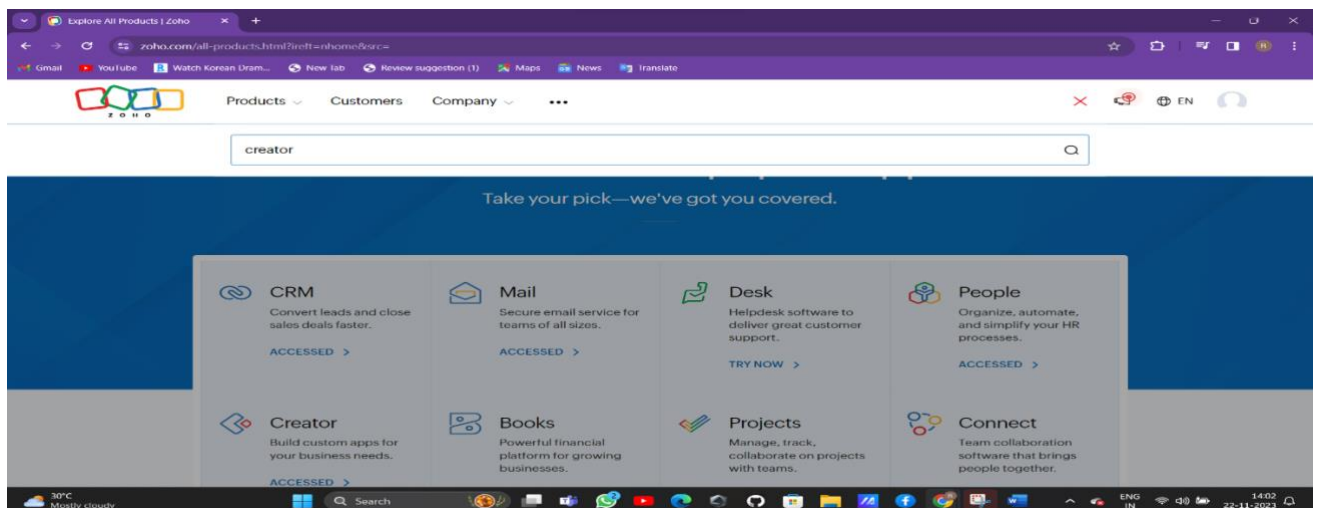 Explore All Products | Zoho
zoho.com/all-products.html?ireft=nhome&src=
Gmail YouTube Watch Korean Dram... New Tab Review suggestion (1) Maps News Translate
ZOHO Products Customers Company ••• EN
creator
Take your pick—we've got you covered.
CRM
Convert leads and close
sales deals faster.
ACCESSED >
Mail
Secure email service for
teams of all sizes.
ACCESSED >
Desk
Helpdesk software to
deliver great customer
support.
TRY NOW >
People
Organize, automate,
and simplify your HR
processes.
ACCESSED >
Creator
Build custom apps for
your business needs.
ACCESSED >
Books
Powerful financial
platform for growing
businesses.
Projects
Manage, track,
collaborate on projects
with teams.
Connect
Team collaboration
software that brings
people together.
30°C
Mostly cloudy
Search
ENG
IN
14:02
22-11-2023